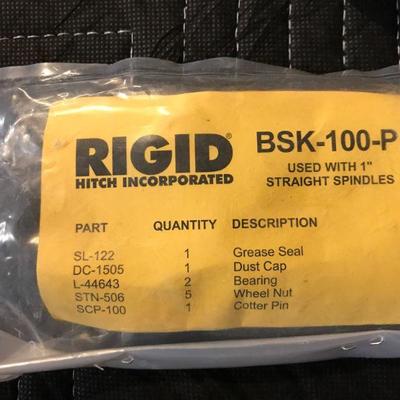 RIGID®
HITCH INCORPORATED
BSK-100-P
USED WITH 1"
STRAIGHT SPINDLES
PART QUANTITY DESCRIPTION
SL-122 1 Grease Seal
DC-1505 1 Dust Cap
L-44643 2 Bearing
STN-506 5 Wheel Nut
SCP-100 1 Cotter Pin